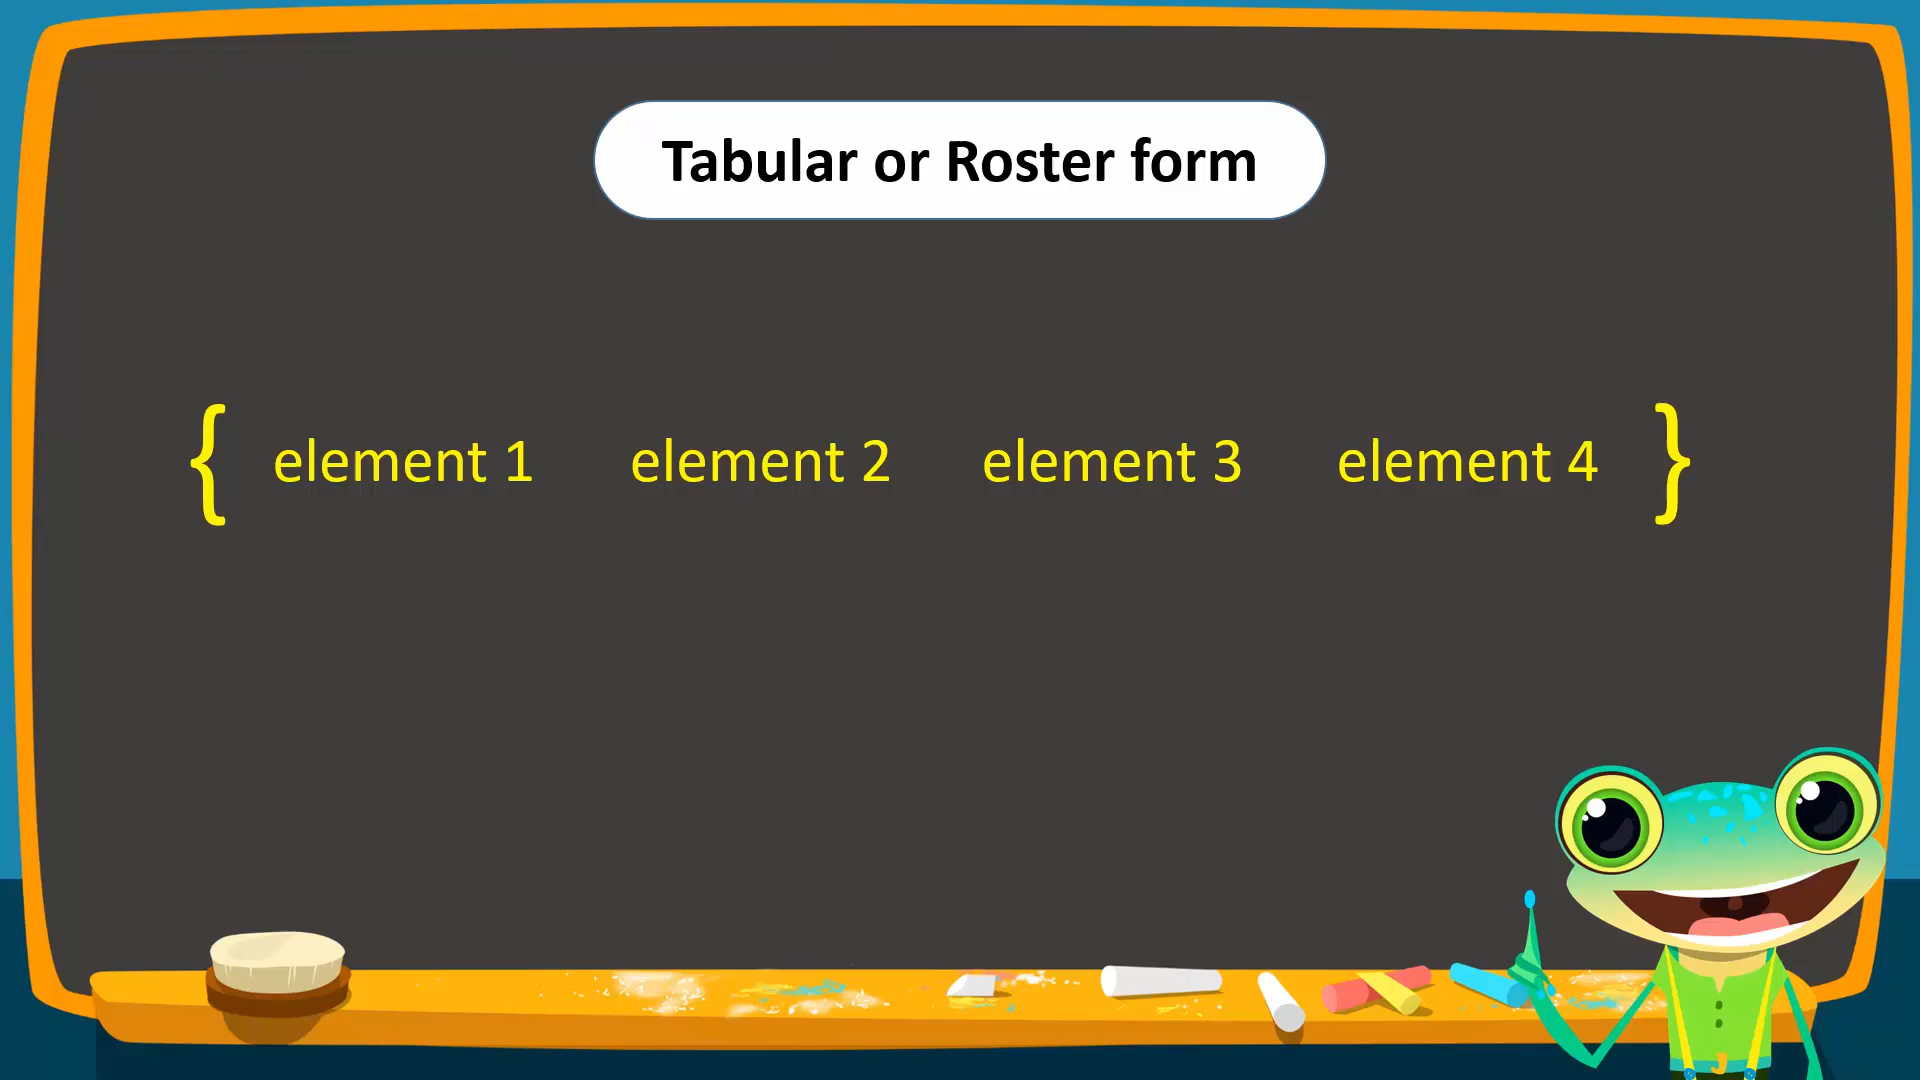 Tabular or Roster form
{ element 1 element 2 element 3 element 4 }